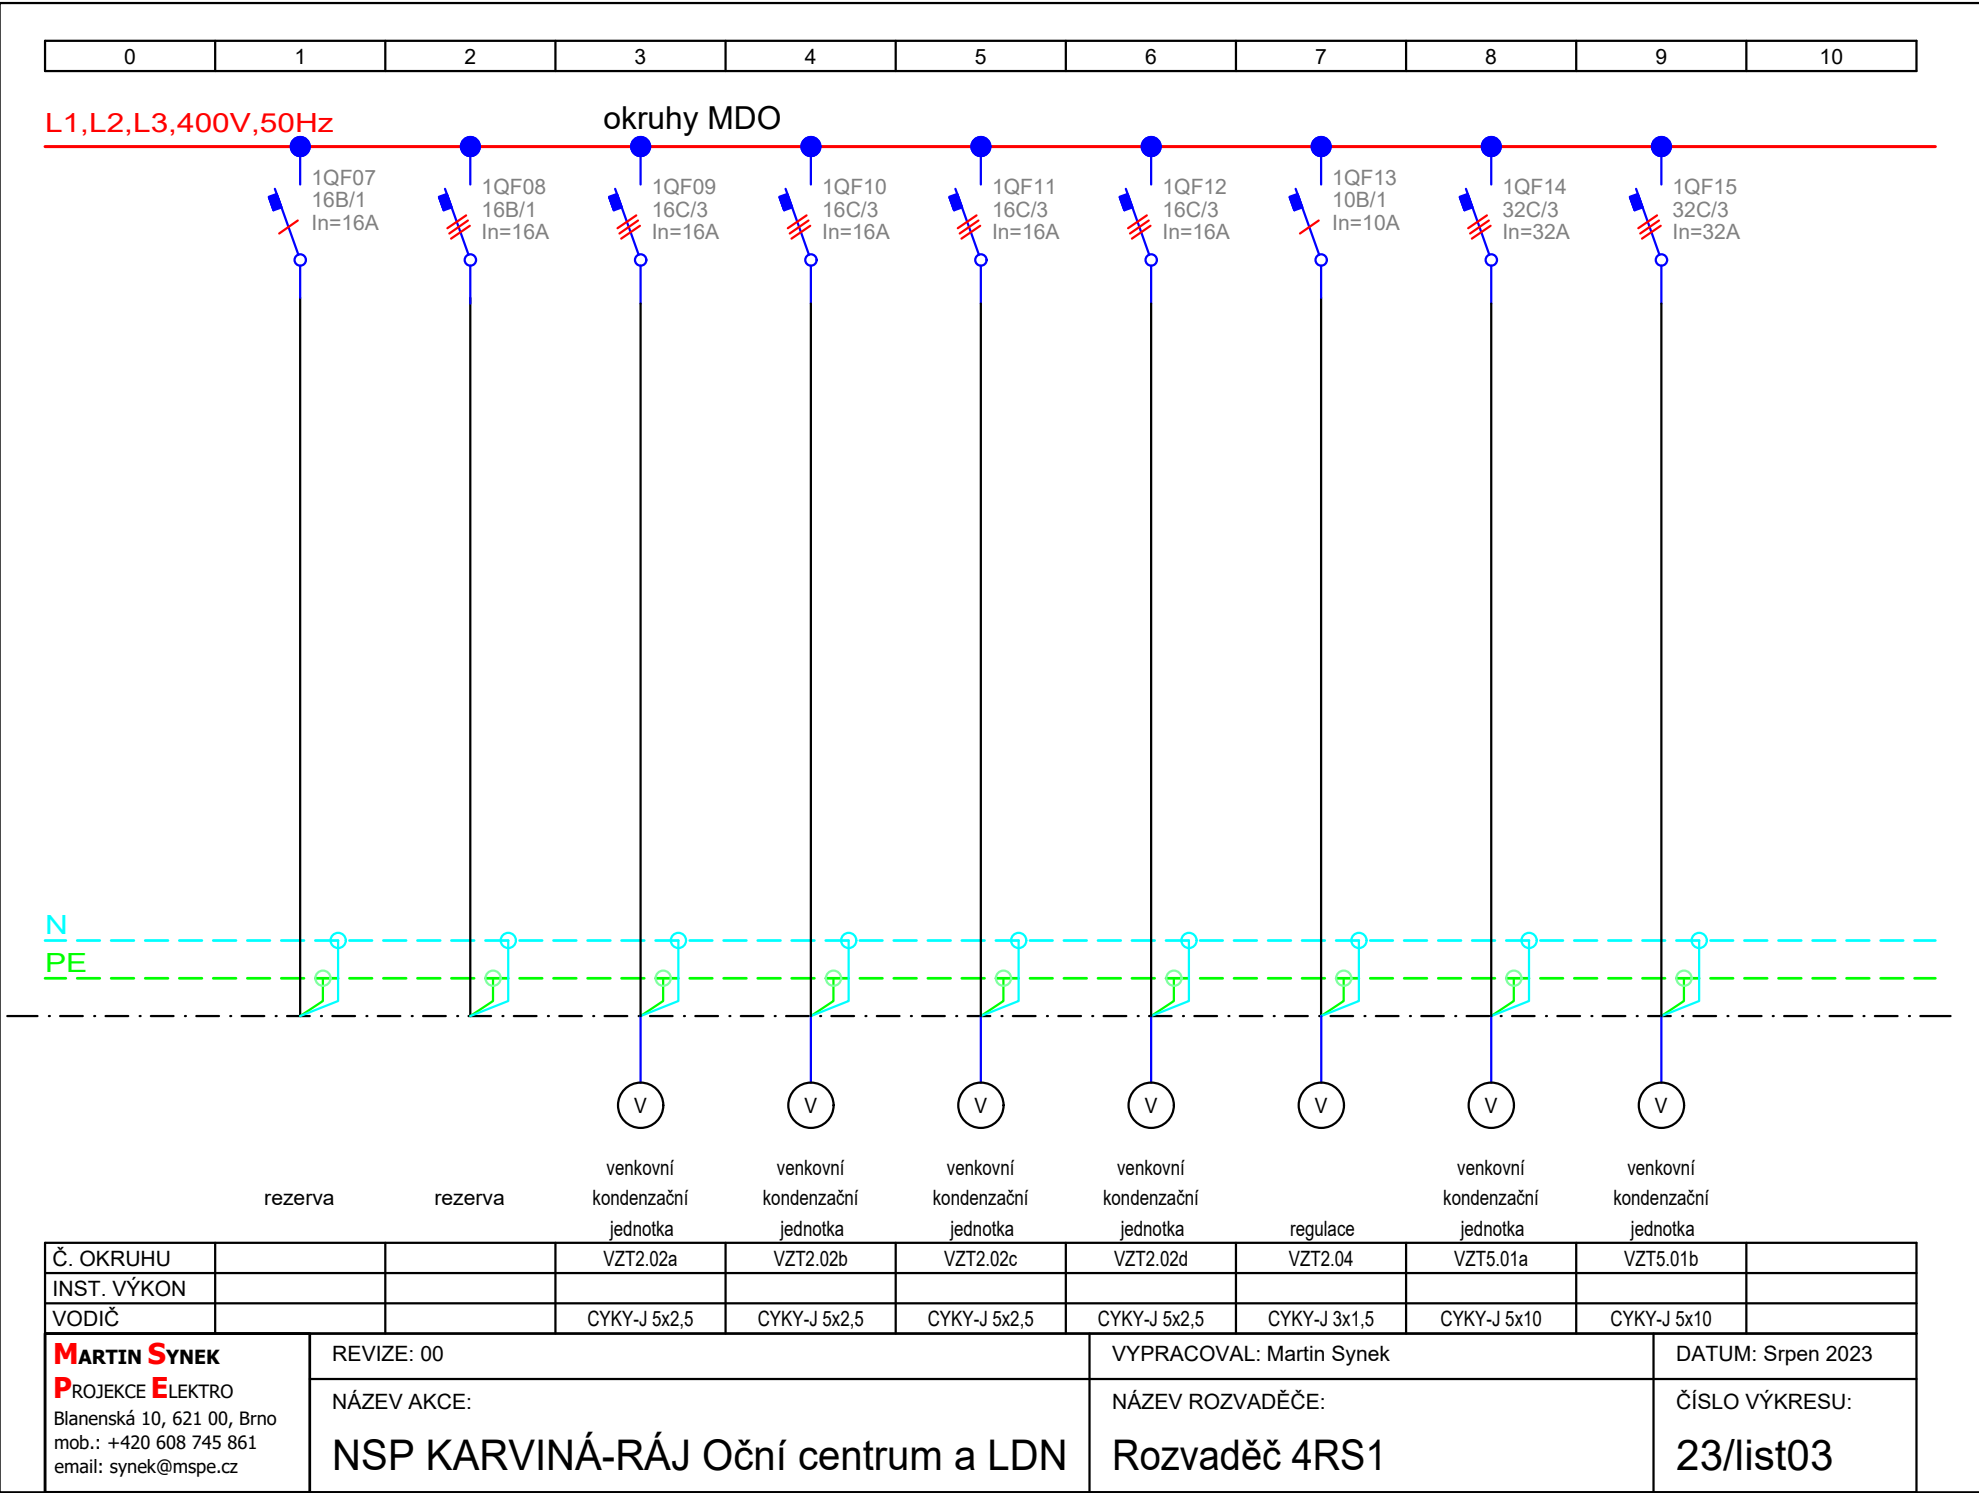 0 1 2 3 4 5 6 7 8 9 10
L1,L2,L3,400V,50Hz
okruhy MDO
1QF07
16B/1
In=16A
1QF08
16B/1
In=16A
1QF09
16C/3
In=16A
1QF10
16C/3
In=16A
1QF11
16C/3
In=16A
1QF12
16C/3
In=16A
1QF13
10B/1
In=10A
1QF14
32C/3
In=32A
1QF15
32C/3
In=32A
N
PE
V V V V V V V
rezerva
rezerva
venkovní
kondenzační
jednotka
venkovní
kondenzační
jednotka
venkovní
kondenzační
jednotka
venkovní
kondenzační
jednotka
regulace
venkovní
kondenzační
jednotka
venkovní
kondenzační
jednotka
Č. OKRUHU VZT2.02a VZT2.02b VZT2.02c VZT2.02d VZT2.04 VZT5.01a VZT5.01b
INST. VÝKON
VODIČ CYKY-J 5x2,5 CYKY-J 5x2,5 CYKY-J 5x2,5 CYKY-J 5x2,5 CYKY-J 3x1,5 CYKY-J 5x10 CYKY-J 5x10
MARTIN SYNEK
PROJEKCE ELEKTRO
Blanenská 10, 621 00, Brno
mob.: +420 608 745 861
email: synek@mspe.cz
REVIZE: 00
NÁZEV AKCE:
NSP KARVINÁ-RÁJ Oční centrum a LDN
VYPRACOVAL: Martin Synek
NÁZEV ROZVADĚČE:
Rozvaděč 4RS1
DATUM: Srpen 2023
ČÍSLO VÝKRESU:
23/list03